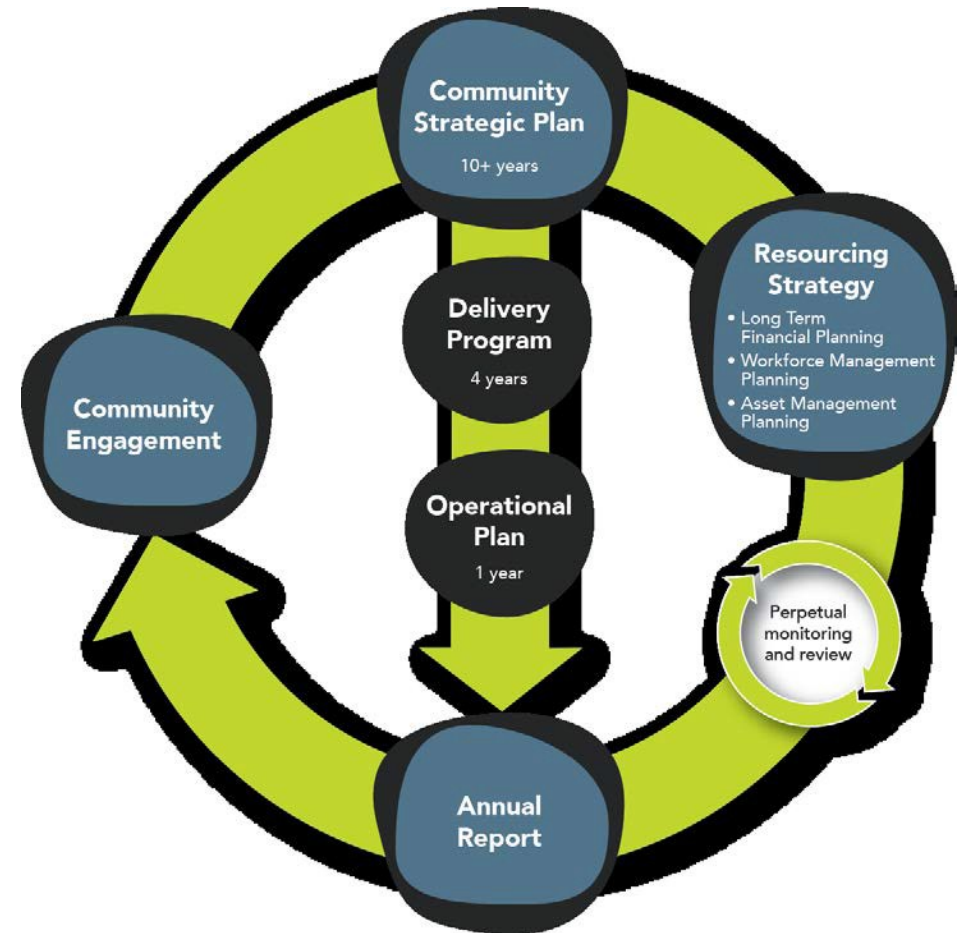 Community
Strategic Plan
10+ years
Resourcing
Strategy
• Long Term
Financial Planning
• Workforce Management
Planning
• Asset Management
Planning
Delivery
Program
4 years
Community
Engagement
Operational
Plan
1 year
Perpetual
monitoring
and review
Annual
Report